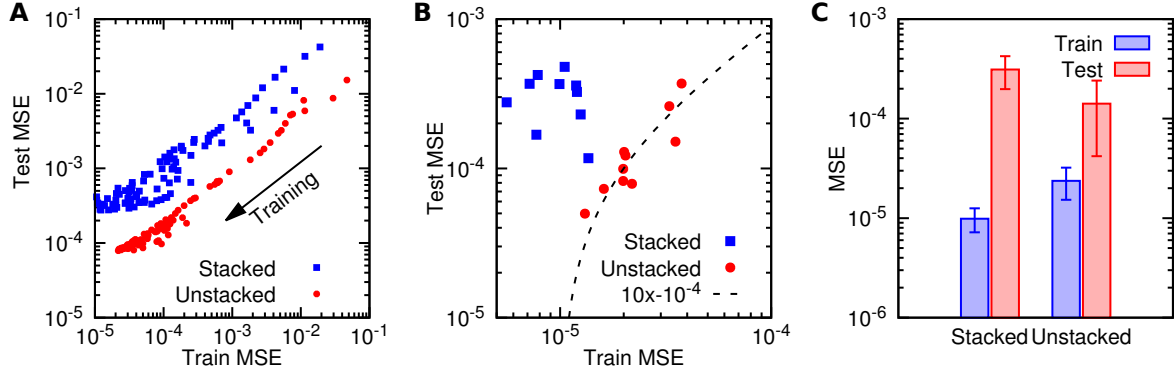 A
Test MSE
10⁻¹
10⁻²
10⁻³
10⁻⁴
10⁻⁵
Training
Stacked
Unstacked
10⁻⁵ 10⁻⁴ 10⁻³ 10⁻² 10⁻¹
Train MSE
B
Test MSE
10⁻³
10⁻⁴
10⁻⁵
Stacked
Unstacked
10x-10⁻⁴
10⁻⁵ 10⁻⁴
Train MSE
C
MSE
10⁻³
10⁻⁴
10⁻⁵
10⁻⁶
Train
Test
Stacked Unstacked